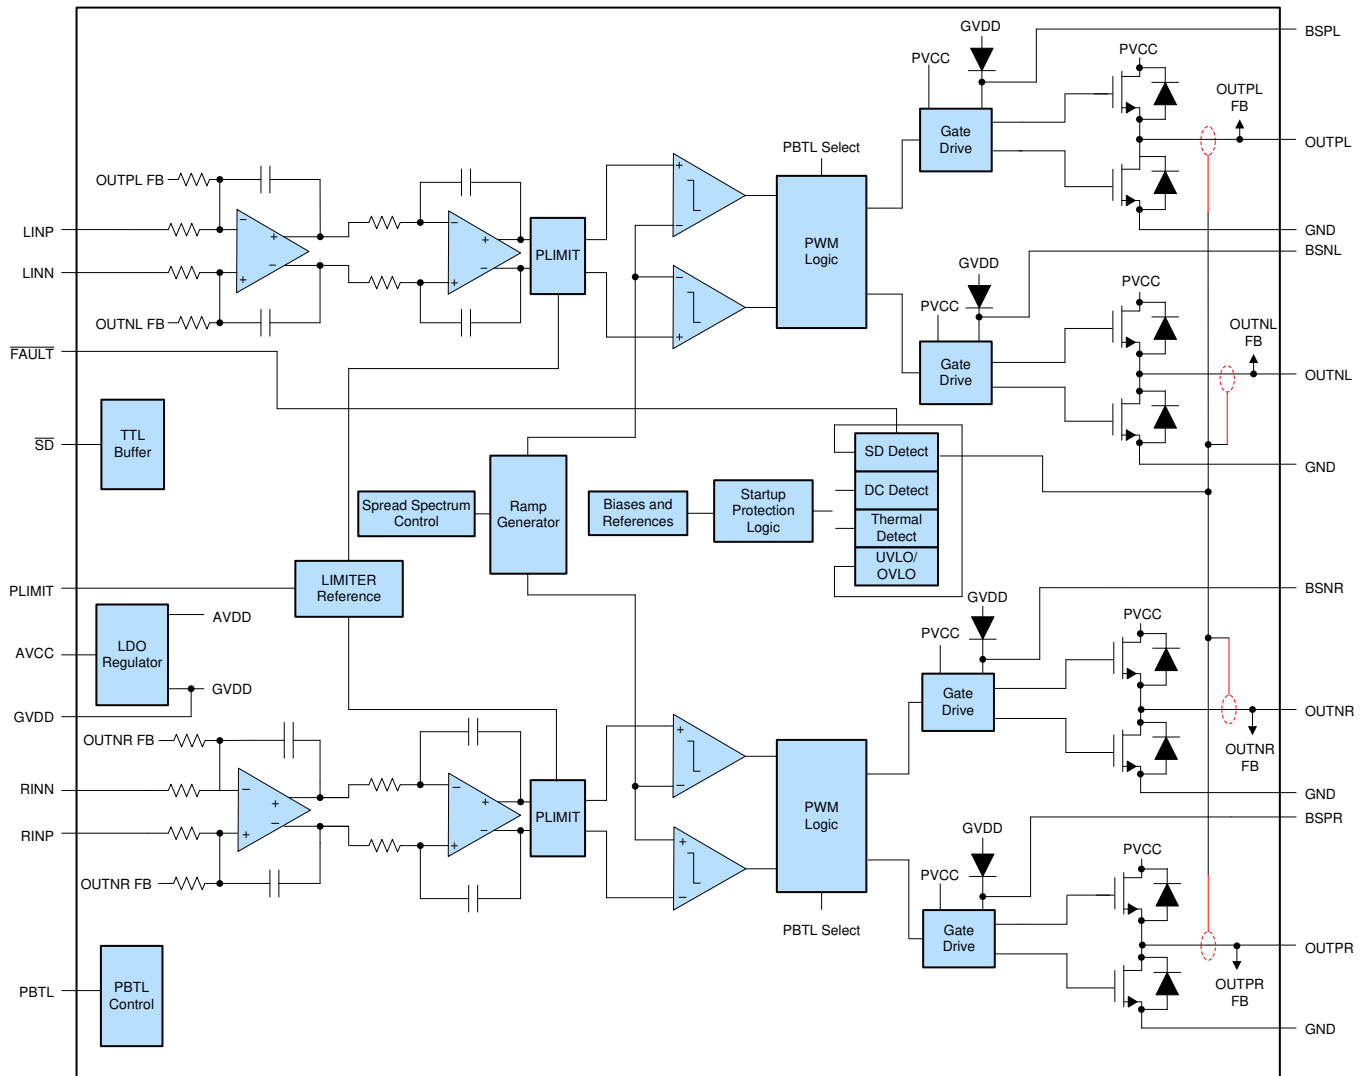 GVDD
BSPL
PVCC
PVCC
OUTPL
FB
Gate
Drive
OUTPL
PBTL Select
OUTPL FB
LINP
LINN
OUTNL FB
PLIMIT
PWM
Logic
GND
BSNL
GVDD
PVCC
PVCC
OUTNL
FB
Gate
Drive
OUTNL
GND
FAULT
SD
TTL
Buffer
Spread Spectrum
Control
Ramp
Generator
Biases and
References
Startup
Protection
Logic
SD Detect
DC Detect
Thermal
Detect
UVLO/
OVLO
PLIMIT
LIMITER
Reference
AVCC
LDO
Regulator
AVDD
GVDD
GVDD
GVDD
BSNR
PVCC
PVCC
Gate
Drive
OUTNR
OUTNR
FB
GND
OUTNR FB
RINN
RINP
OUTNR FB
PLIMIT
PWM
Logic
PBTL Select
GVDD
BSPR
PVCC
PVCC
Gate
Drive
OUTPR
OUTPR
FB
GND
PBTL
PBTL
Control
+
−
−
+
−
+
−
+
+
−
−
+
−
+
−
+
−
+
−
+
+
−
+
−